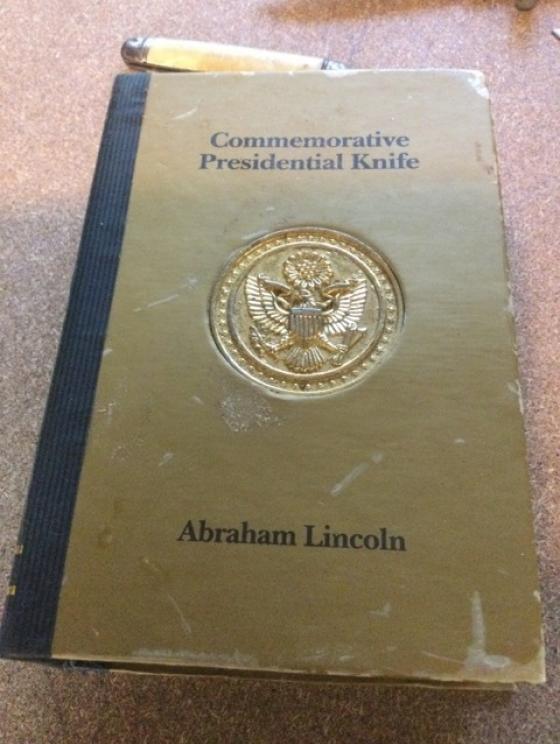 Commemorative
Presidential Knife
Abraham Lincoln